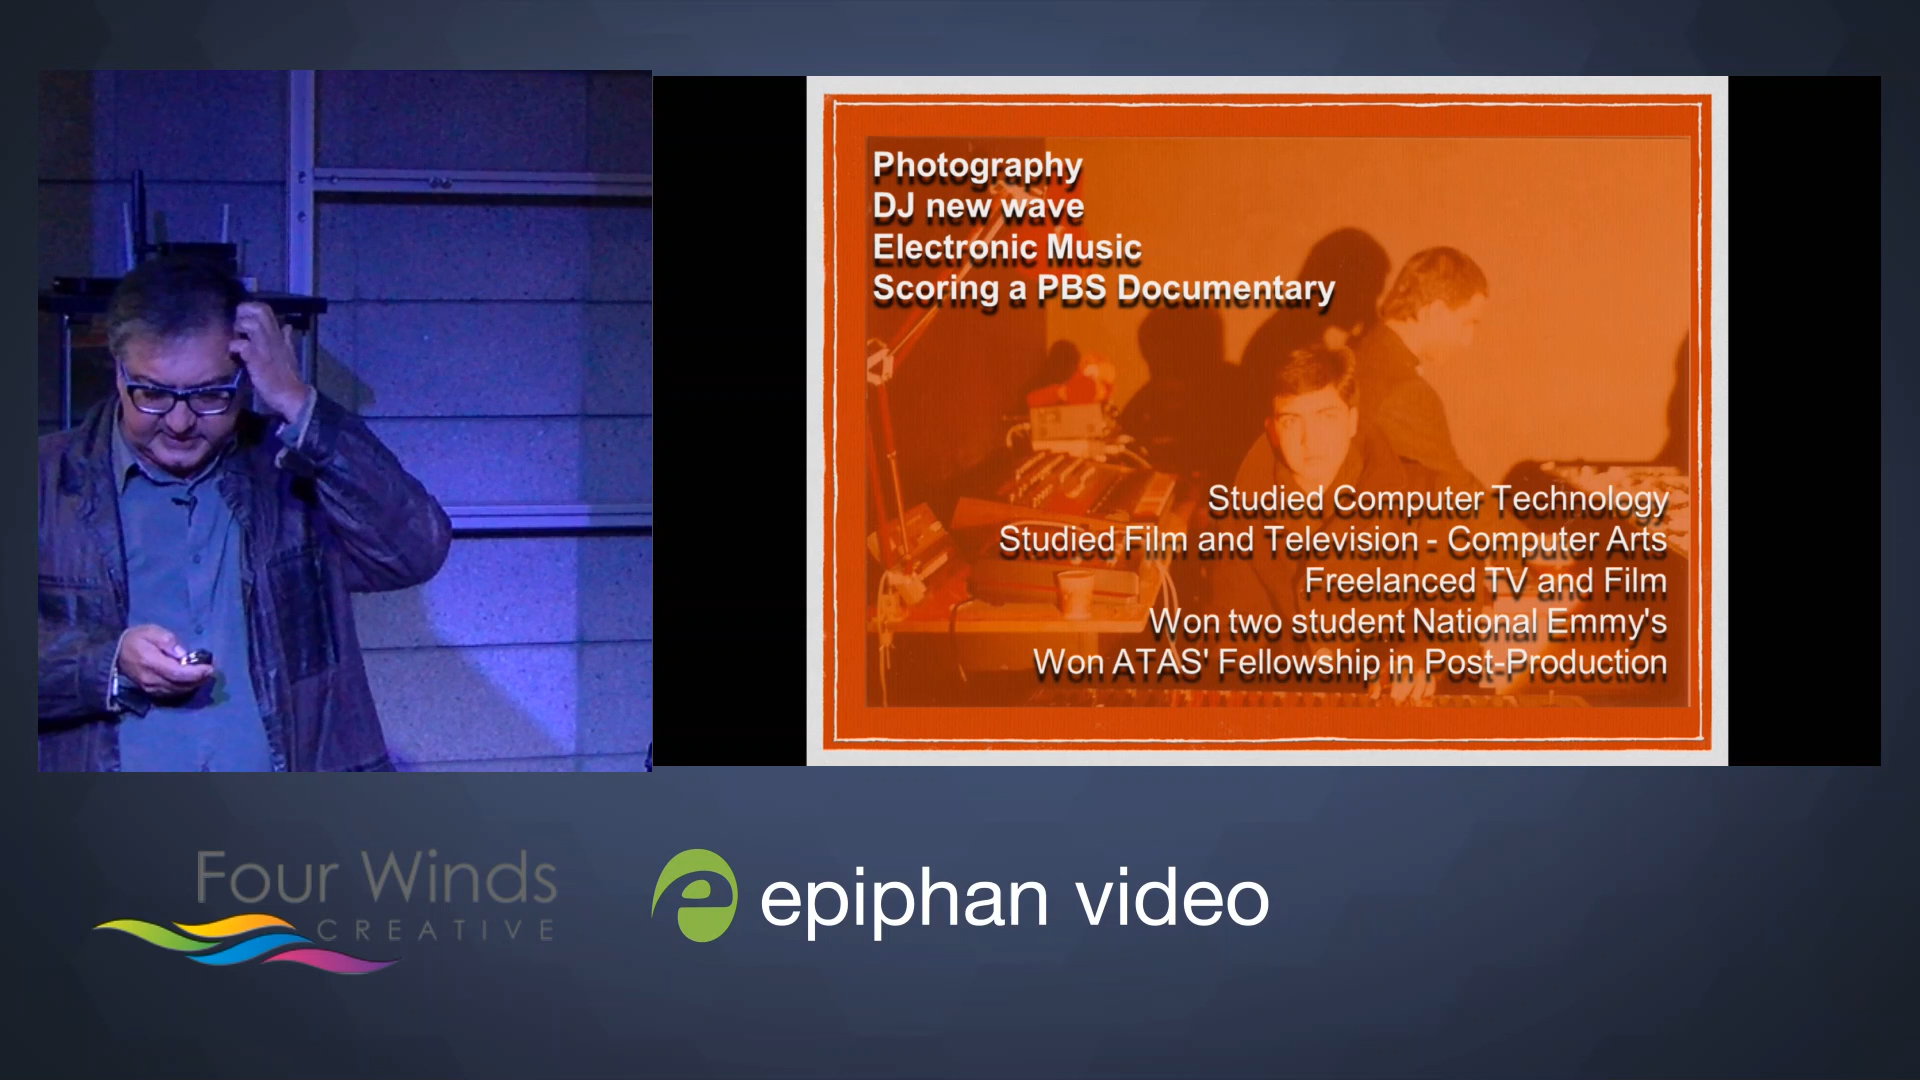 Photography
DJ new wave
Electronic Music
Scoring a PBS Documentary
Studied Computer Technology
Studied Film and Television - Computer Arts
Freelanced TV and Film
Won two student National Emmy's
Won ATAS' Fellowship in Post-Production
Four Winds
CREATIVE
epiphan video